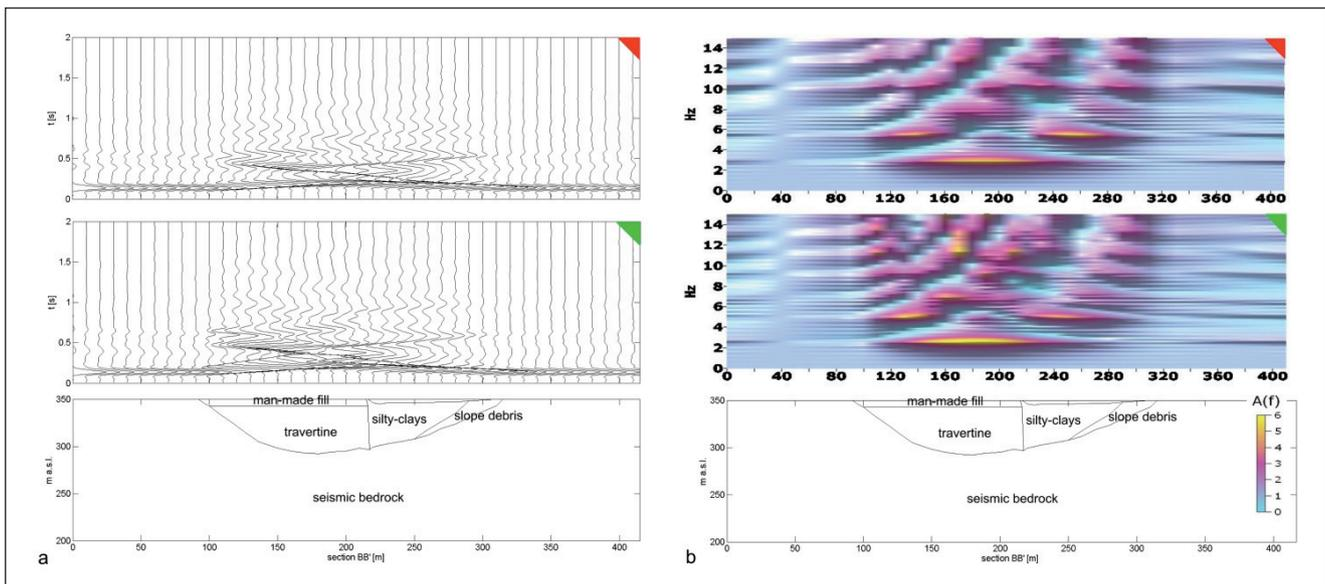 2
1.5
1
0.5
0
t [s]
2
1.5
1
0.5
0
t [s]
350
300
250
200
m a.s.l.
man-made fill
travertine
silty-clays
slope debris
seismic bedrock
0 50 100 150 200 250 300 350 400
section BB' [m]
a
14
12
10
8
6
4
2
0
Hz
0 40 80 120 160 200 240 280 320 360 400
14
12
10
8
6
4
2
0
Hz
0 40 80 120 160 200 240 280 320 360 400
350
300
250
200
m a.s.l.
man-made fill
travertine
silty-clays
slope debris
seismic bedrock
A(f)
6
5
4
3
2
1
0
0 50 100 150 200 250 300 350 400
section BB' [m]
b